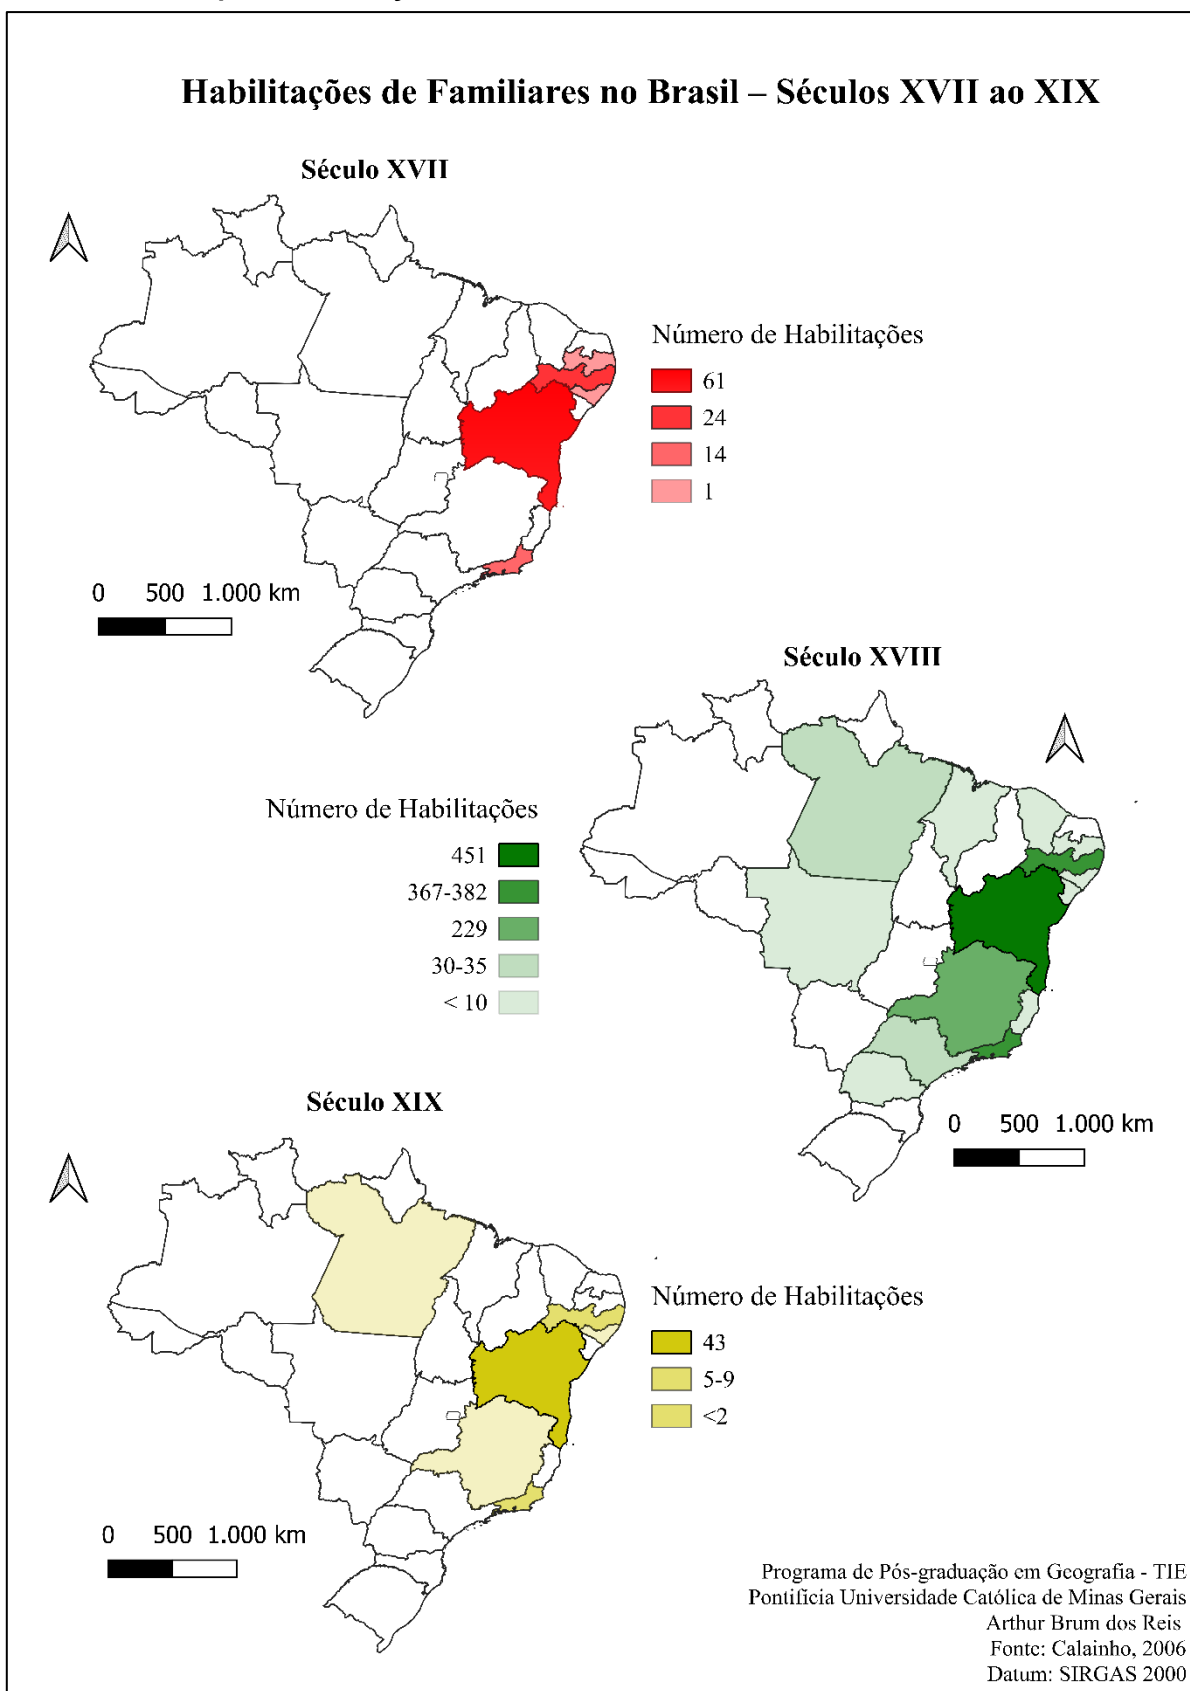 Habilitações de Familiares no Brasil – Séculos XVII ao XIX
Século XVII
Número de Habilitações
61
24
14
1
0 500 1.000 km
Século XVIII
Número de Habilitações
451
367-382
229
30-35
< 10
0 500 1.000 km
Século XIX
Número de Habilitações
43
5-9
<2
0 500 1.000 km
Programa de Pós-graduação em Geografia - TIE
Pontifícia Universidade Católica de Minas Gerais
Arthur Brum dos Reis
Fonte: Calainho, 2006
Datum: SIRGAS 2000